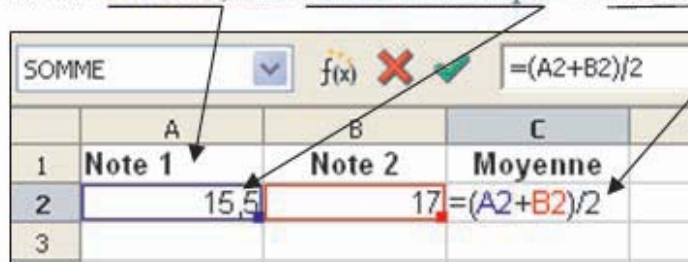 SOMME f(x) =(A2+B2)/2
A B C
1 Note 1 Note 2 Moyenne
2 15,5 17 =(A2+B2)/2
3